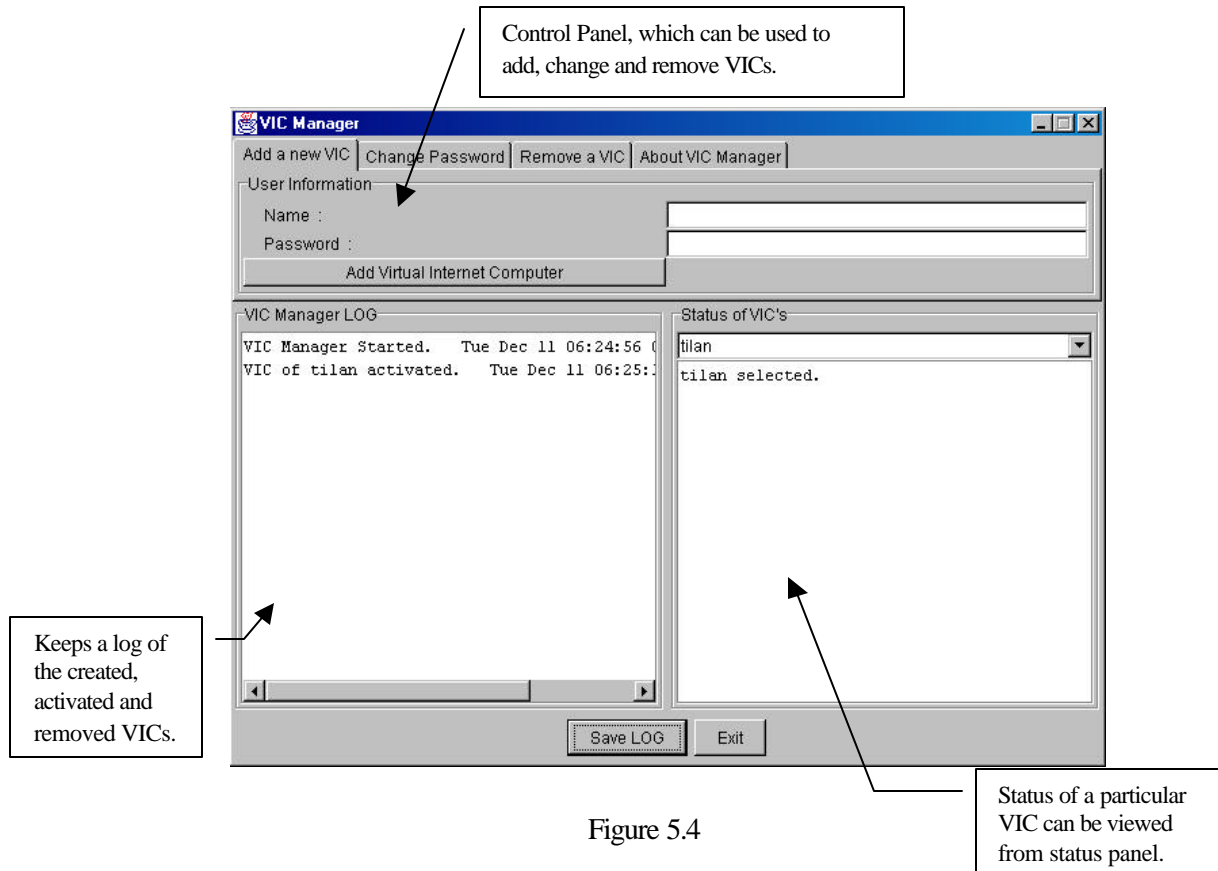 Control Panel, which can be used to
add, change and remove VICs.
VIC Manager
Add a new VIC Change Password Remove a VIC About VIC Manager
User Information
Name :
Password :
Add Virtual Internet Computer
VIC Manager LOG
VIC Manager Started. Tue Dec 11 06:24:56
VIC of tilan activated. Tue Dec 11 06:25:
Status of VIC's
tilan
tilan selected.
Keeps a log of
the created,
activated and
removed VICs.
Save LOG Exit
Status of a particular
VIC can be viewed
from status panel.
Figure 5.4